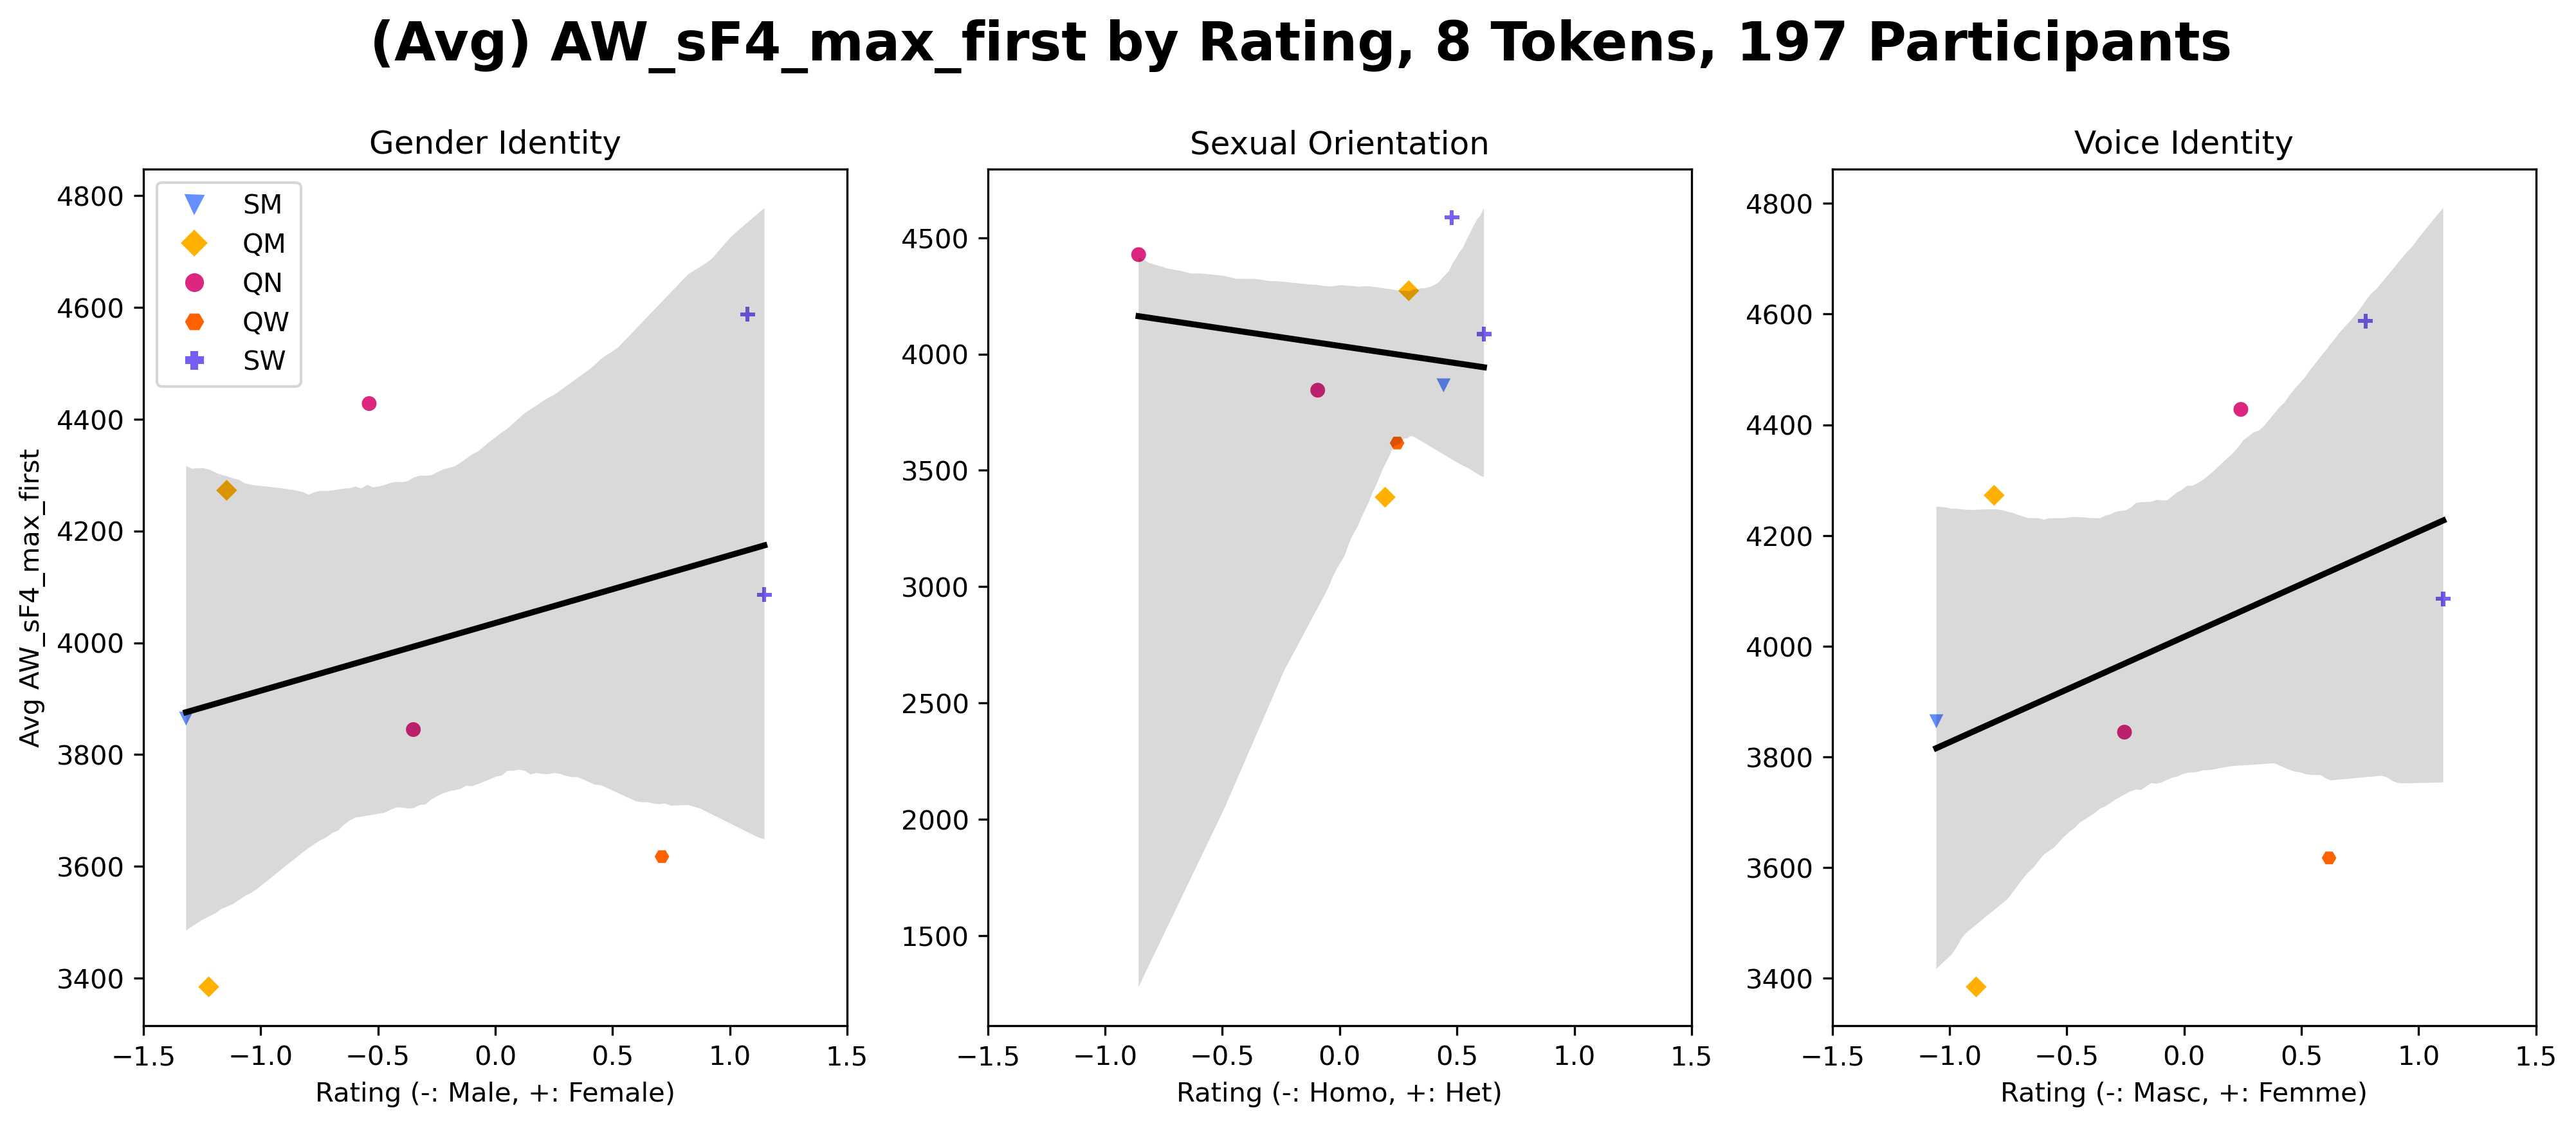 (Avg) AW_sF4_max_first by Rating, 8 Tokens, 197 Participants
Gender Identity
Avg AW_sF4_max_first
4800
4600
4400
4200
4000
3800
3600
3400
SM
QM
QN
QW
SW
−1.5 −1.0 −0.5 0.0 0.5 1.0 1.5
Rating (-: Male, +: Female)
Sexual Orientation
4500
4000
3500
3000
2500
2000
1500
−1.5 −1.0 −0.5 0.0 0.5 1.0 1.5
Rating (-: Homo, +: Het)
Voice Identity
4800
4600
4400
4200
4000
3800
3600
3400
−1.5 −1.0 −0.5 0.0 0.5 1.0 1.5
Rating (-: Masc, +: Femme)